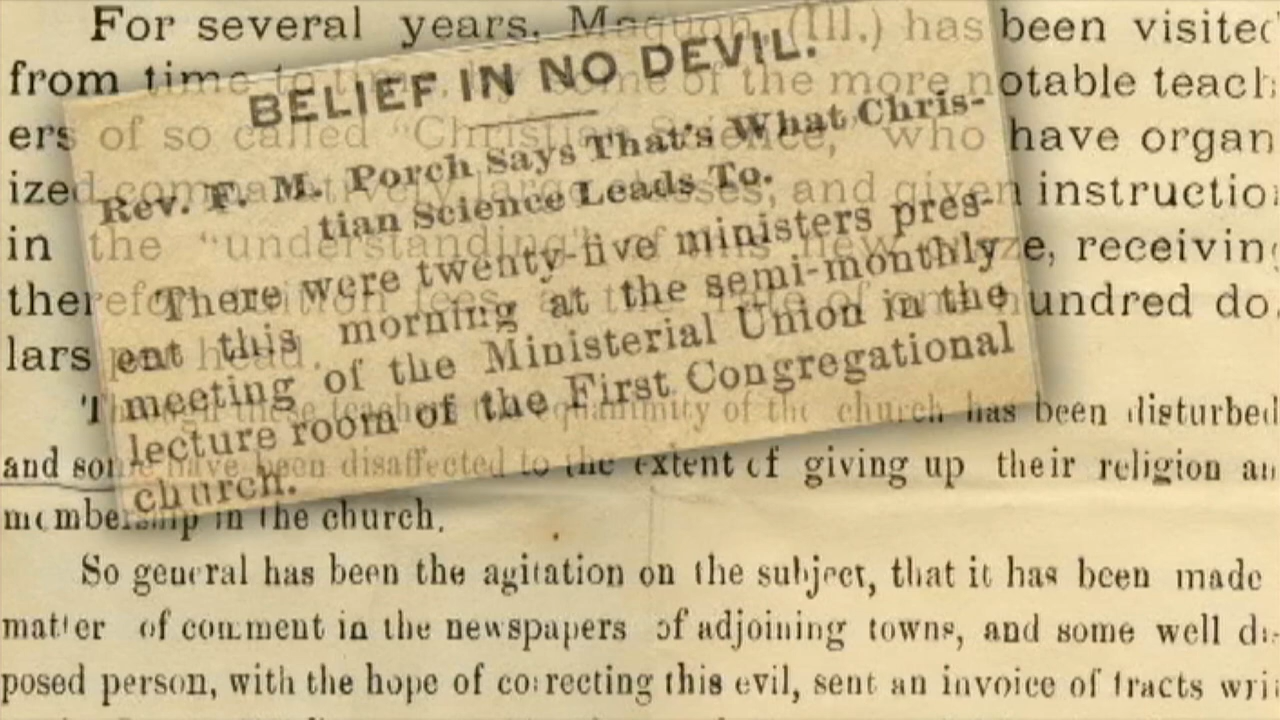 For several years, Maquon (Ill.) has been visited
from time to time, by some of the more notable teach
ers of so called "Christian Science," who have organ
ized comparatively large classes, and given instruction
in the "understanding" of this new craze, receiving
therefor tuition fees, at the rate of one hundred dol
lars per head.
Through these teachers the equanimity of the church has been disturbed
and some have been disaffected to the extent of giving up their religion an
membership in the church.
So general has been the agitation on the subject, that it has been made
matter of comment in the newspapers of adjoining towns, and some well dis
posed person, with the hope of correcting this evil, sent an invoice of tracts writ
BELIEF IN NO DEVIL.
Rev. F. M. Porch Says That's What Chris-
tian Science Leads To.
There were twenty-five ministers pres-
ent this morning at the semi-monthly
meeting of the Ministerial Union in the
lecture room of the First Congregational
church.